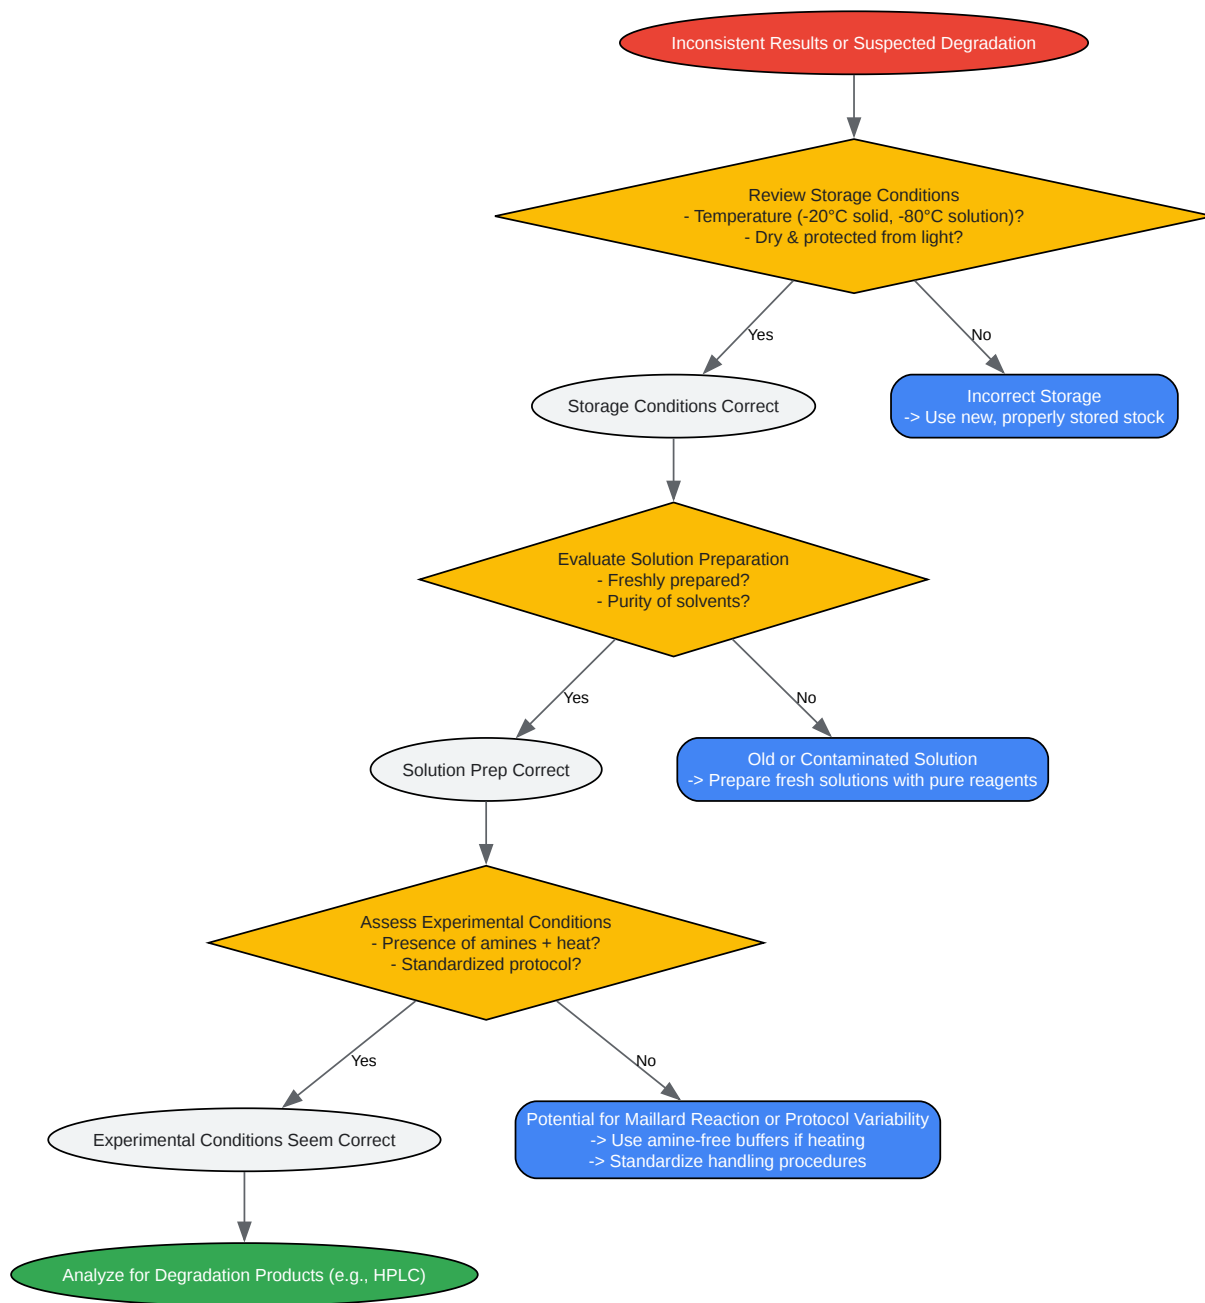 Inconsistent Results or Suspected Degradation
Review Storage Conditions
- Temperature (-20°C solid, -80°C solution)?
- Dry & protected from light?
Yes
No
Storage Conditions Correct
Incorrect Storage
-> Use new, properly stored stock
Evaluate Solution Preparation
- Freshly prepared?
- Purity of solvents?
Yes
No
Solution Prep Correct
Old or Contaminated Solution
-> Prepare fresh solutions with pure reagents
Assess Experimental Conditions
- Presence of amines + heat?
- Standardized protocol?
Yes
No
Experimental Conditions Seem Correct
Potential for Maillard Reaction or Protocol Variability
-> Use amine-free buffers if heating
-> Standardize handling procedures
Analyze for Degradation Products (e.g., HPLC)